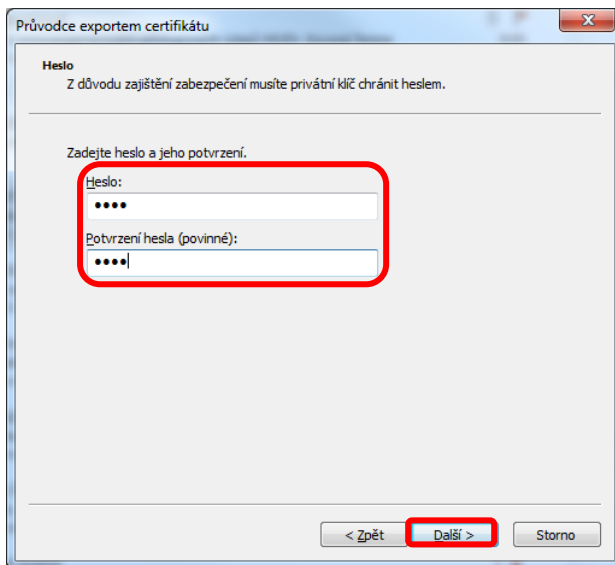 Průvodce exportem certifikátu
Heslo
Z důvodu zajištění zabezpečení musíte privátní klíč chránit heslem.
Zadejte heslo a jeho potvrzení.
Heslo:
••••
Potvrzení hesla (povinné):
••••
< Zpět Další > Storno